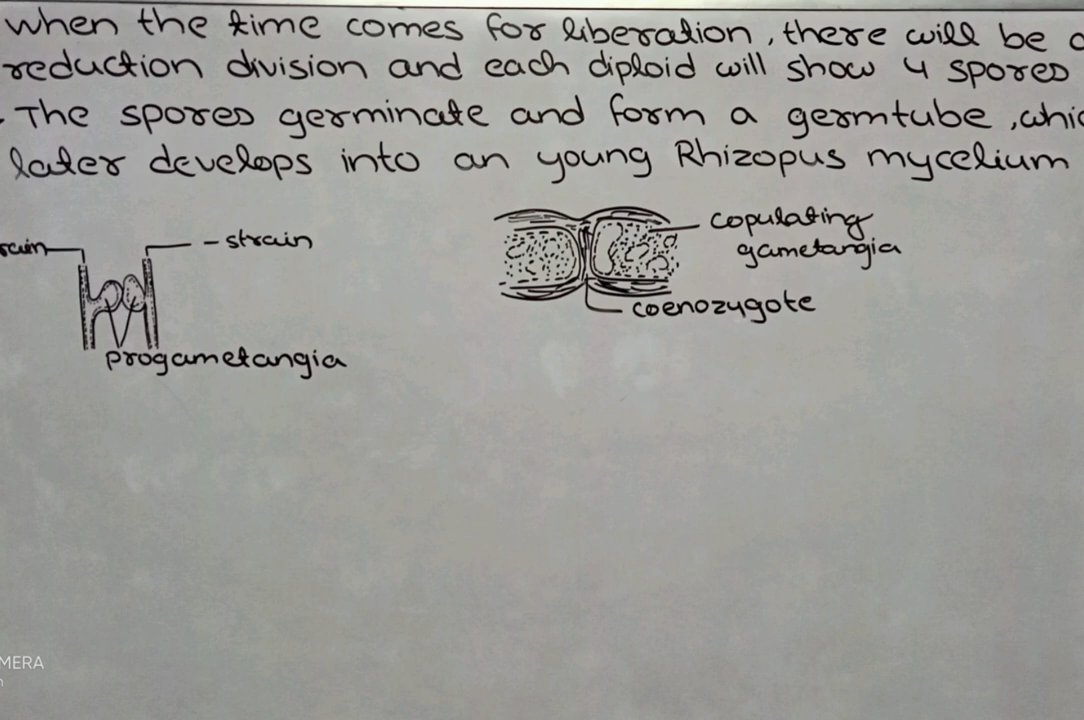 when the time comes for liberation, there will be a
reduction division and each diploid will show 4 spores
The spores germinate and form a germtube, whic
later develops into an young Rhizopus mycelium
- strain
copulating
gametangia
coenozygote
progametangia
MERA